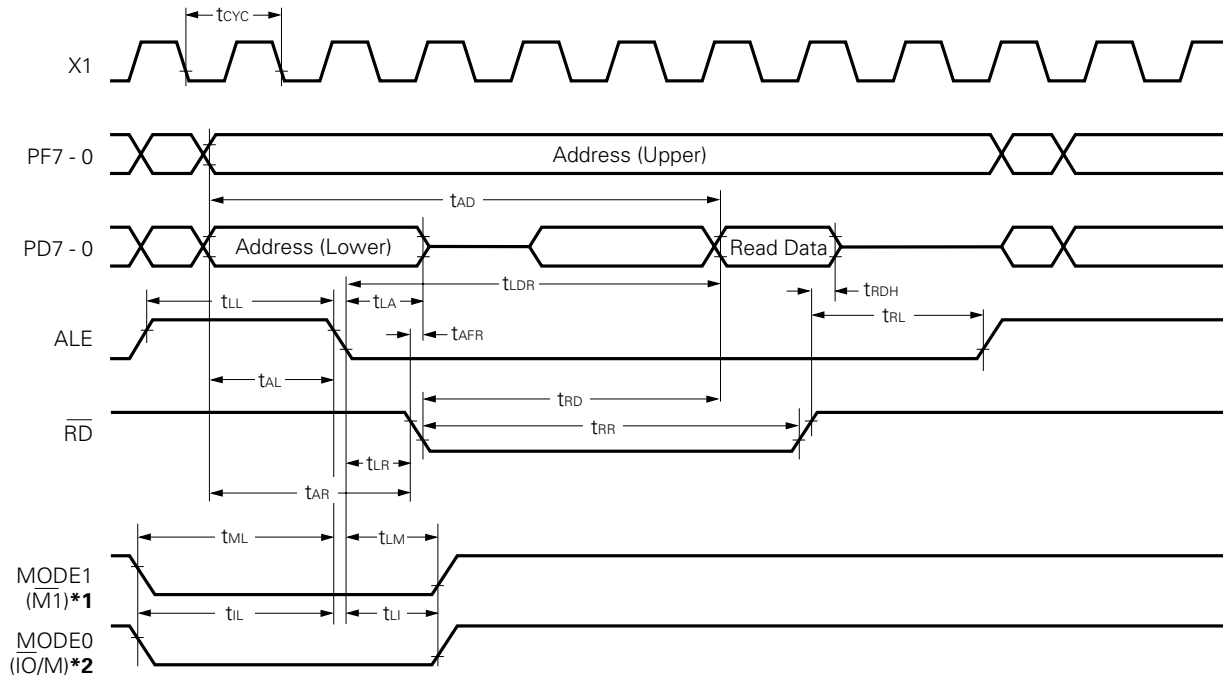 tCYC
X1
PF7 - 0
Address (Upper)
tAD
PD7 - 0
Address (Lower)
Read Data
tLDR
tLL
tLA
tRDH
tRL
ALE
tAFR
tAL
tRD
RD
tRR
tLR
tAR
tML
tLM
MODE1
(M1)*1
tIL
tLI
MODE0
(IO/M)*2